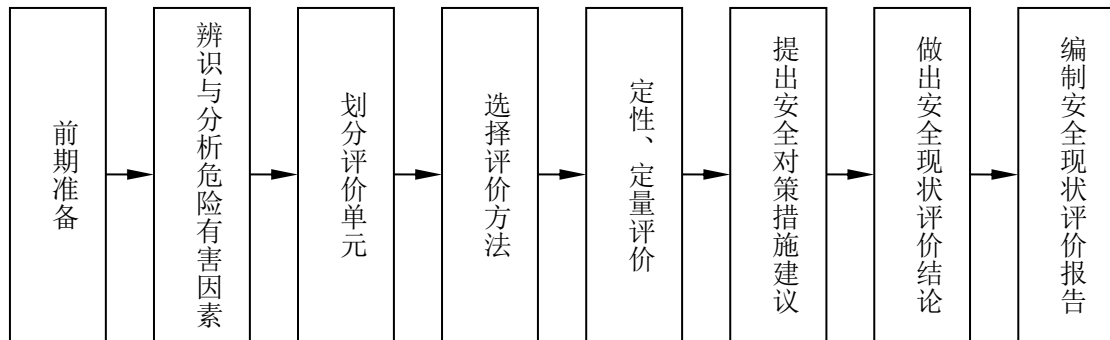 前期准备
辨识与分析危险有害因素
划分评价单元
选择评价方法
定性、定量评价
提出安全对策措施建议
做出安全现状评价结论
编制安全现状评价报告